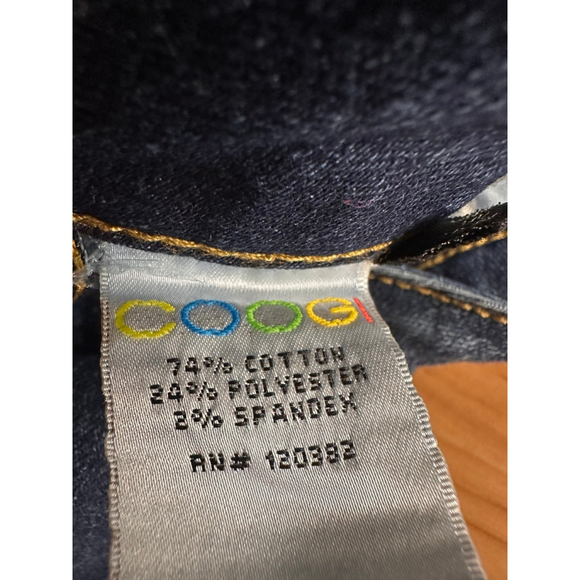 COOGI
74% COTTON
24% POLYESTER
2% SPANDEX
RN# 120382